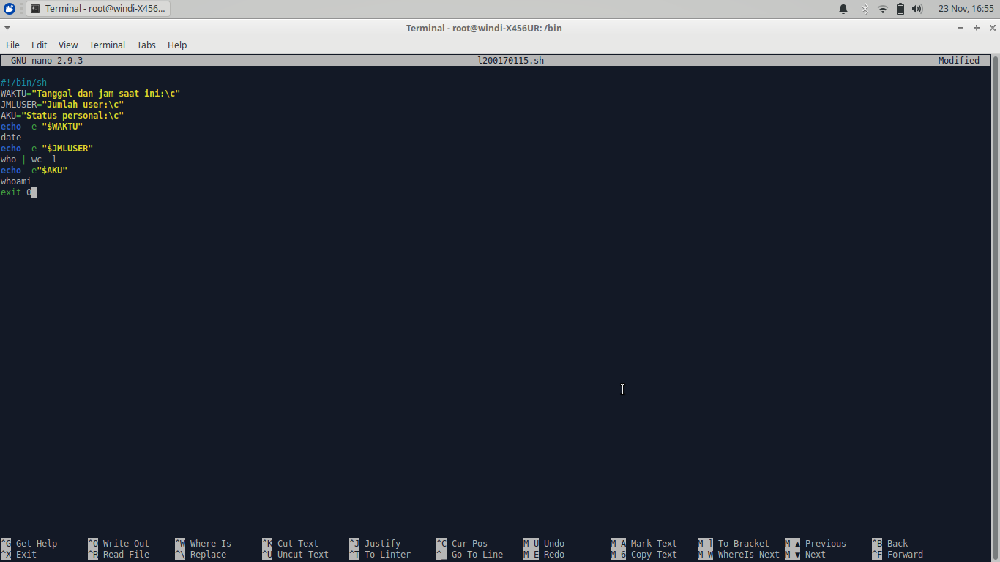 Terminal - root@windi-X456... 23 Nov, 16:55
Terminal - root@windi-X456UR: /bin
File Edit View Terminal Tabs Help
GNU nano 2.9.3 l200170115.sh Modified
#!/bin/sh
WAKTU="Tanggal dan jam saat ini:\c"
JMLUSER="Jumlah user:\c"
AKU="Status personal:\c"
echo -e "$WAKTU"
date
echo -e "$JMLUSER"
who | wc -l
echo -e"$AKU"
whoami
exit 0
^G Get Help ^O Write Out ^W Where Is ^K Cut Text ^J Justify ^C Cur Pos M-U Undo M-A Mark Text M-] To Bracket M-▲ Previous ^B Back
^X Exit ^R Read File ^\ Replace ^U Uncut Text ^T To Linter ^_ Go To Line M-E Redo M-6 Copy Text M-W WhereIs Next M-▼ Next ^F Forward